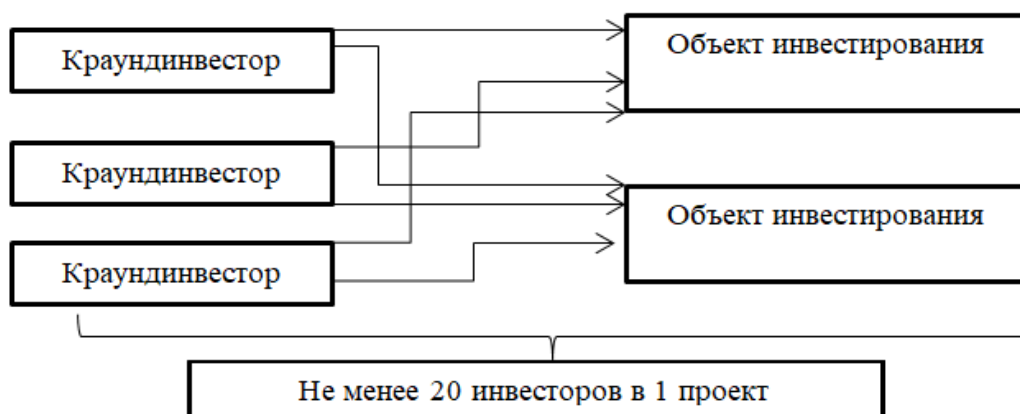 Краундинвестор
Объект инвестирования
Краундинвестор
Объект инвестирования
Краундинвестор
Не менее 20 инвесторов в 1 проект